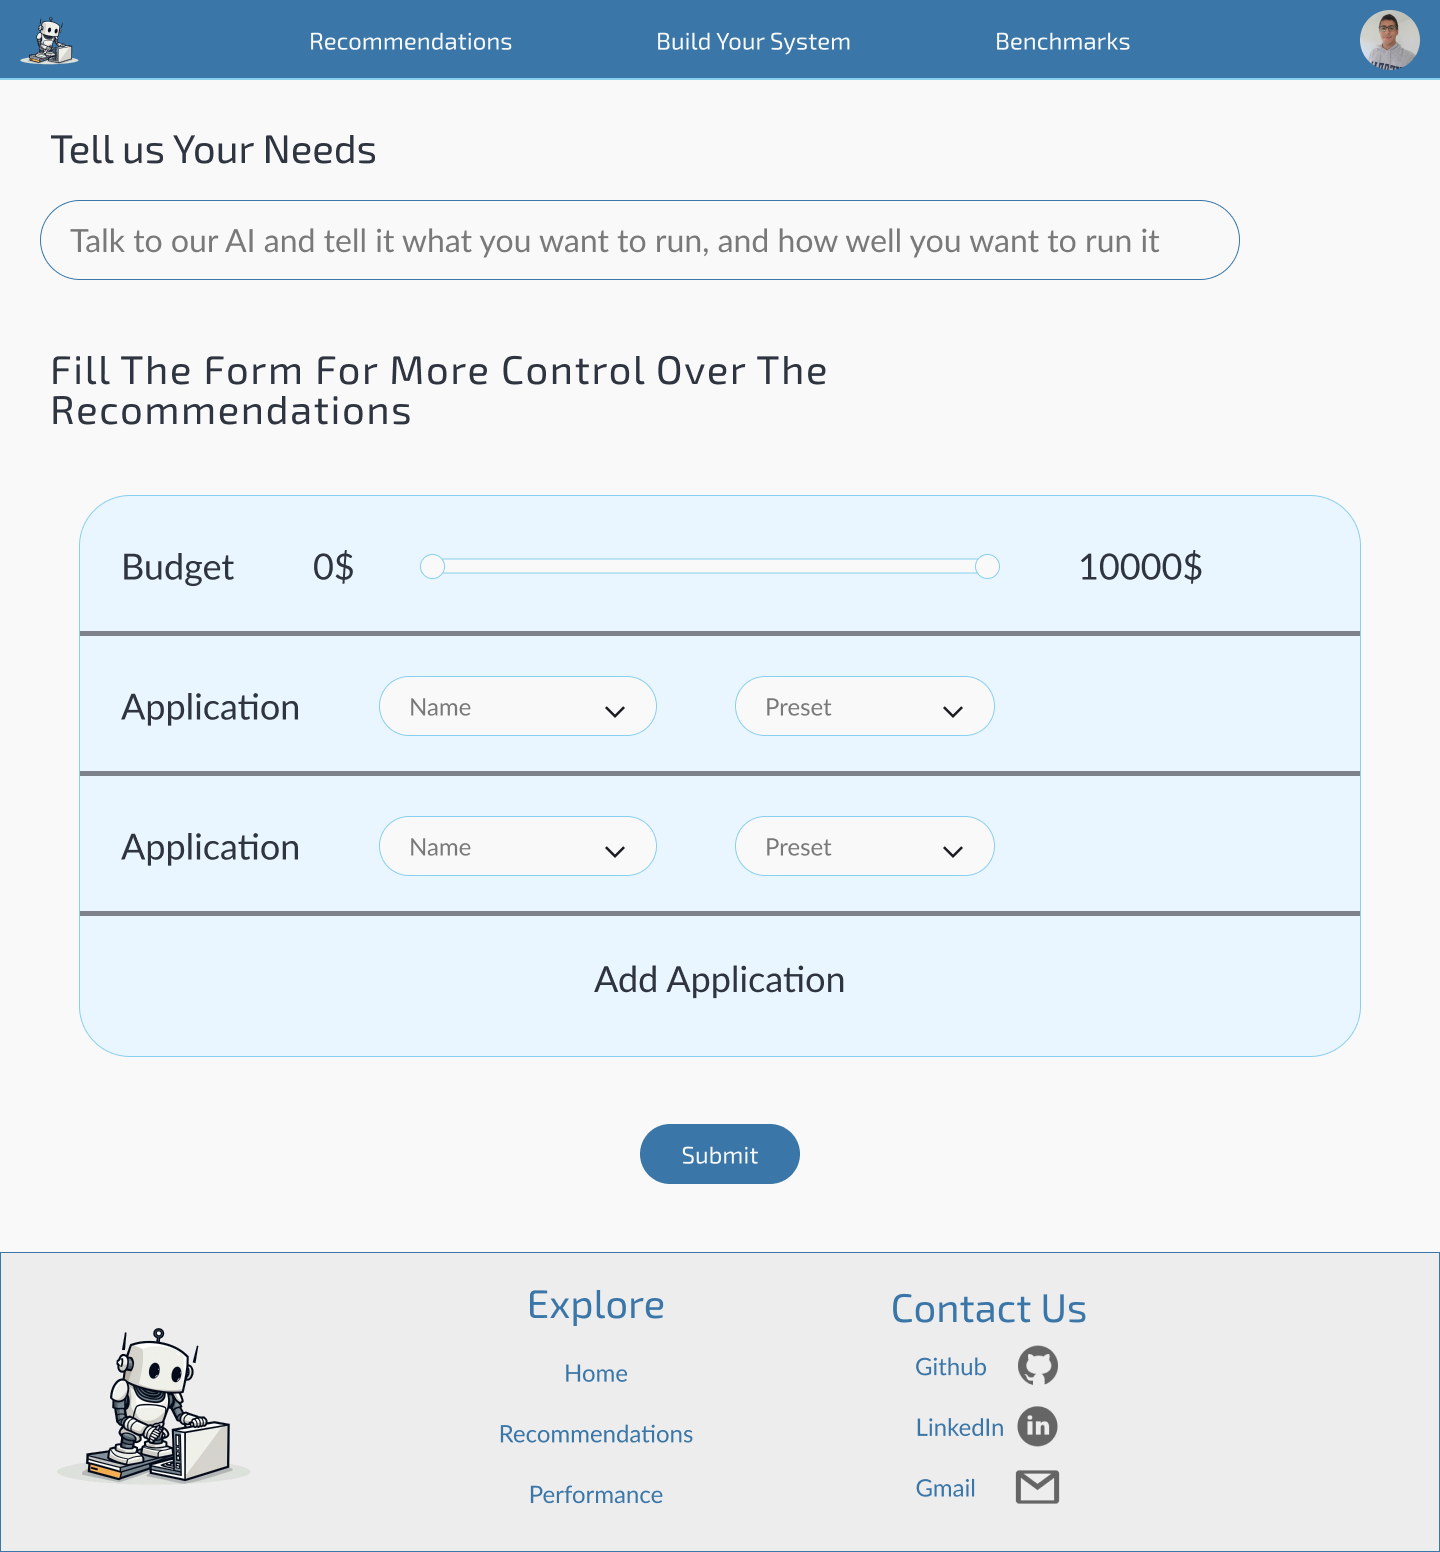 Recommendations
Build Your System
Benchmarks
Tell us Your Needs
Talk to our AI and tell it what you want to run, and how well you want to run it
Fill The Form For More Control Over The
Recommendations
Budget
0$
10000$
Application
Name
Preset
Application
Name
Preset
Add Application
Submit
Explore
Home
Recommendations
Performance
Contact Us
Github
LinkedIn
in
Gmail